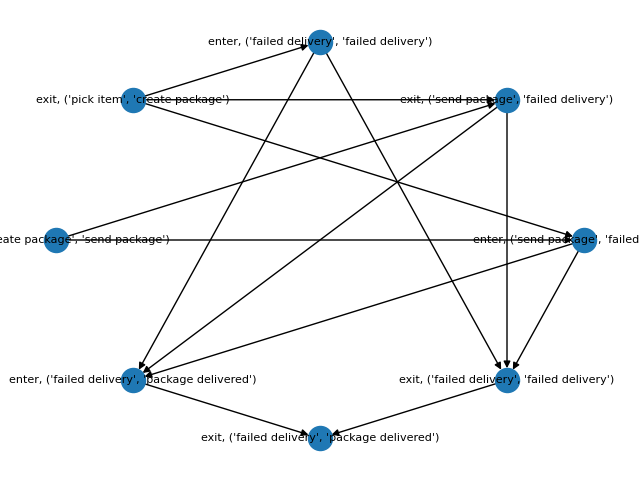 enter, ('failed delivery', 'failed delivery')
exit, ('pick item', 'create package')
exit, ('send package', 'failed delivery')
eate package', 'send package')
enter, ('send package', 'failed
enter, ('failed delivery', 'package delivered')
exit, ('failed delivery', 'failed delivery')
exit, ('failed delivery', 'package delivered')